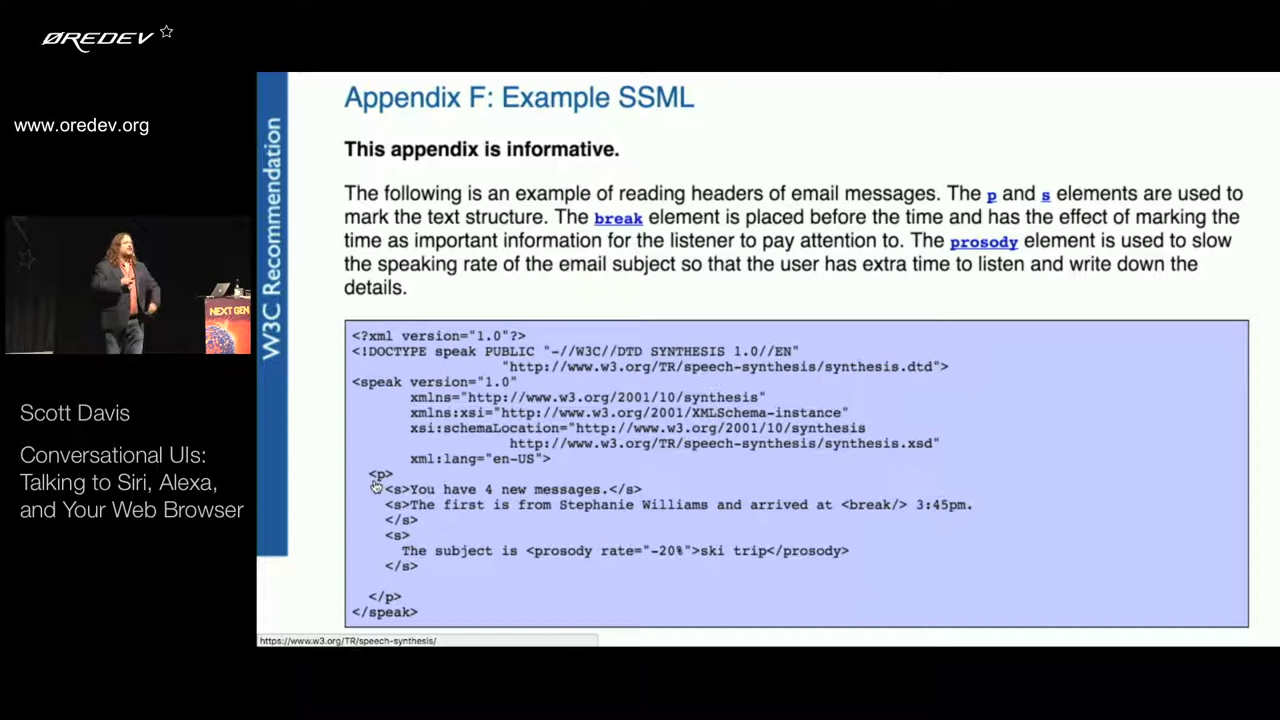 ØREDEV
www.oredev.org
NEXT GEN
Scott Davis
Conversational UIs:
Talking to Siri, Alexa,
and Your Web Browser
W3C Recommendation
Appendix F: Example SSML
This appendix is informative.
The following is an example of reading headers of email messages. The p and s elements are used to
mark the text structure. The break element is placed before the time and has the effect of marking the
time as important information for the listener to pay attention to. The prosody element is used to slow
the speaking rate of the email subject so that the user has extra time to listen and write down the
details.
<?xml version="1.0"?>
<!DOCTYPE speak PUBLIC "-//W3C//DTD SYNTHESIS 1.0//EN"
"http://www.w3.org/TR/speech-synthesis/synthesis.dtd">
<speak version="1.0"
xmlns="http://www.w3.org/2001/10/synthesis"
xmlns:xsi="http://www.w3.org/2001/XMLSchema-instance"
xsi:schemaLocation="http://www.w3.org/2001/10/synthesis
http://www.w3.org/TR/speech-synthesis/synthesis.xsd"
xml:lang="en-US">
<p>
<s>You have 4 new messages.</s>
<s>The first is from Stephanie Williams and arrived at <break/> 3:45pm.
</s>
<s>
The subject is <prosody rate="-20%">ski trip</prosody>
</s>
</p>
</speak>
https://www.w3.org/TR/speech-synthesis/